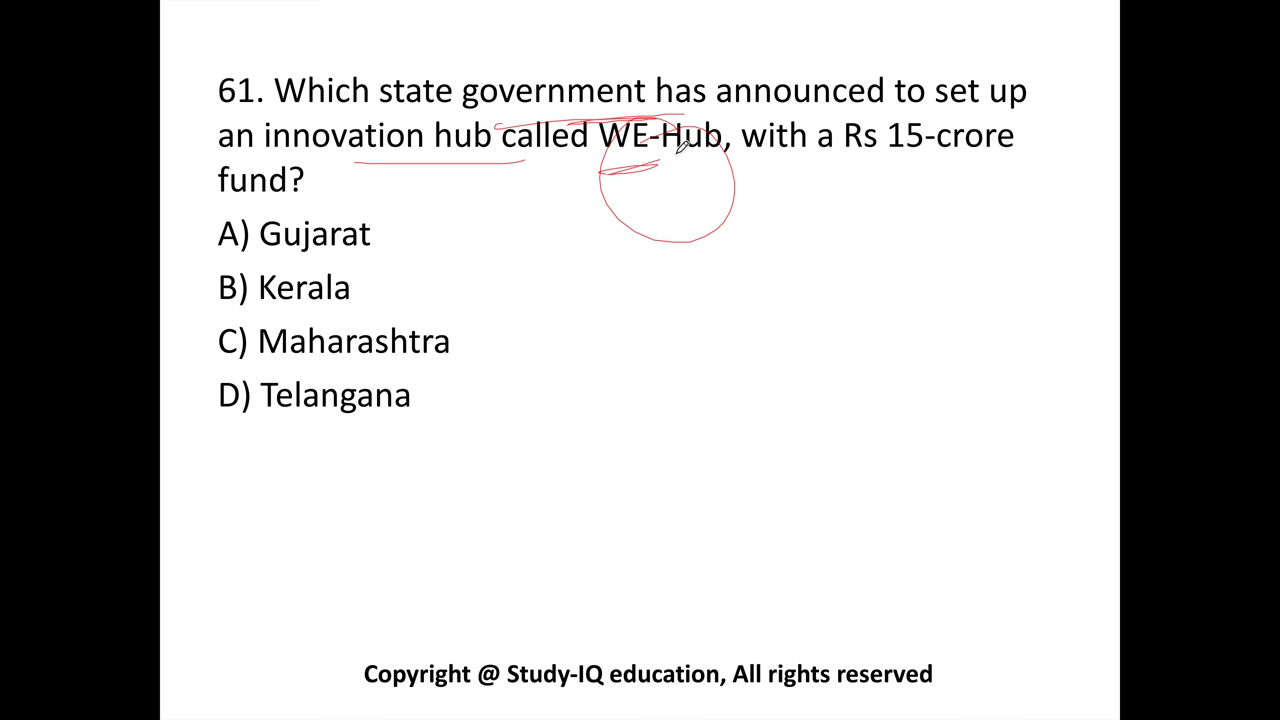 61. Which state government has announced to set up
an innovation hub called WE-Hub, with a Rs 15-crore
fund?
A) Gujarat
B) Kerala
C) Maharashtra
D) Telangana
Copyright @ Study-IQ education, All rights reserved